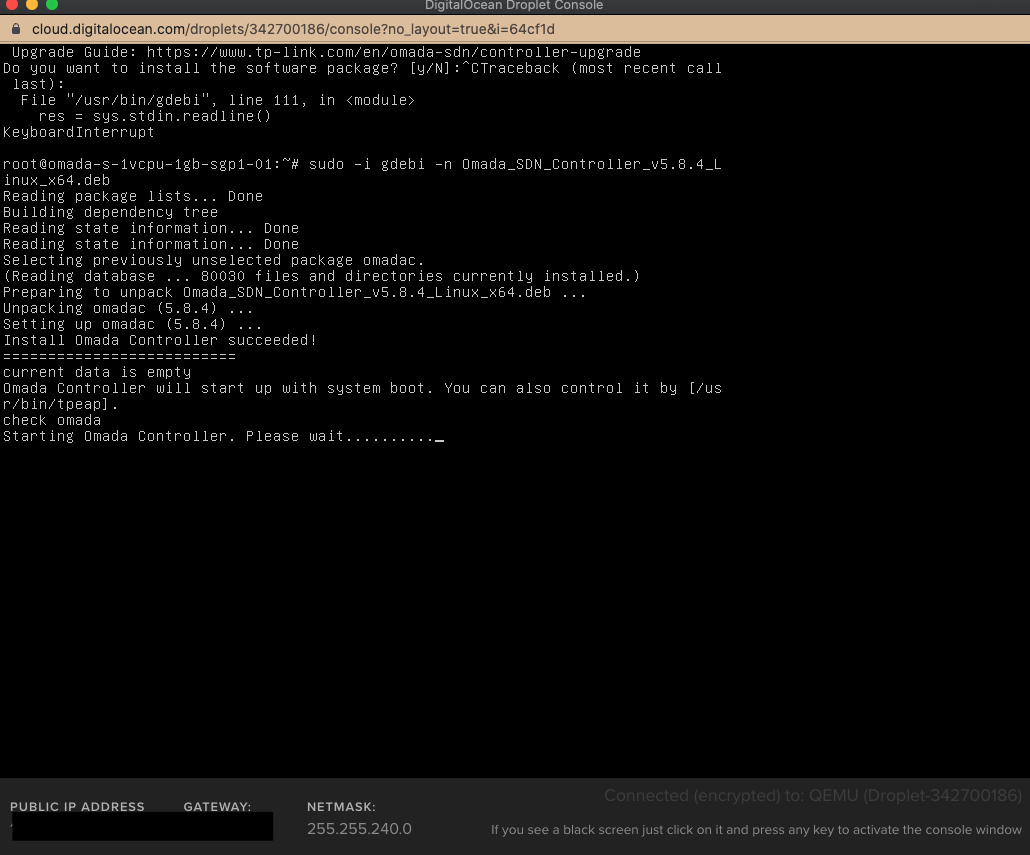 DigitalOcean Droplet Console
cloud.digitalocean.com/droplets/342700186/console?no_layout=true&i=64cf1d
Upgrade Guide: https://www.tp-link.com/en/omada-sdn/controller-upgrade
Do you want to install the software package? [y/N]:^CTraceback (most recent call
last):
File "/usr/bin/gdebi", line 111, in <module>
res = sys.stdin.readline()
KeyboardInterrupt
root@omada-s-1vcpu-1gb-sgp1-01:~# sudo -i gdebi -n Omada_SDN_Controller_v5.8.4_L
inux_x64.deb
Reading package lists... Done
Building dependency tree
Reading state information... Done
Reading state information... Done
Selecting previously unselected package omadac.
(Reading database ... 80030 files and directories currently installed.)
Preparing to unpack Omada_SDN_Controller_v5.8.4_Linux_x64.deb ...
Unpacking omadac (5.8.4) ...
Setting up omadac (5.8.4) ...
Install Omada Controller succeeded!
==========================
current data is empty
Omada Controller will start up with system boot. You can also control it by [/us
r/bin/tpeap].
check omada
Starting Omada Controller. Please wait.........._
Connected (encrypted) to: QEMU (Droplet-342700186)
PUBLIC IP ADDRESS GATEWAY: NETMASK:
255.255.240.0
If you see a black screen just click on it and press any key to activate the console window